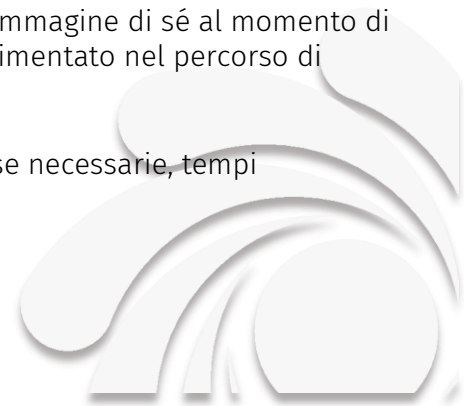 mmagine di sé al momento di
imentato nel percorso di
se necessarie, tempi